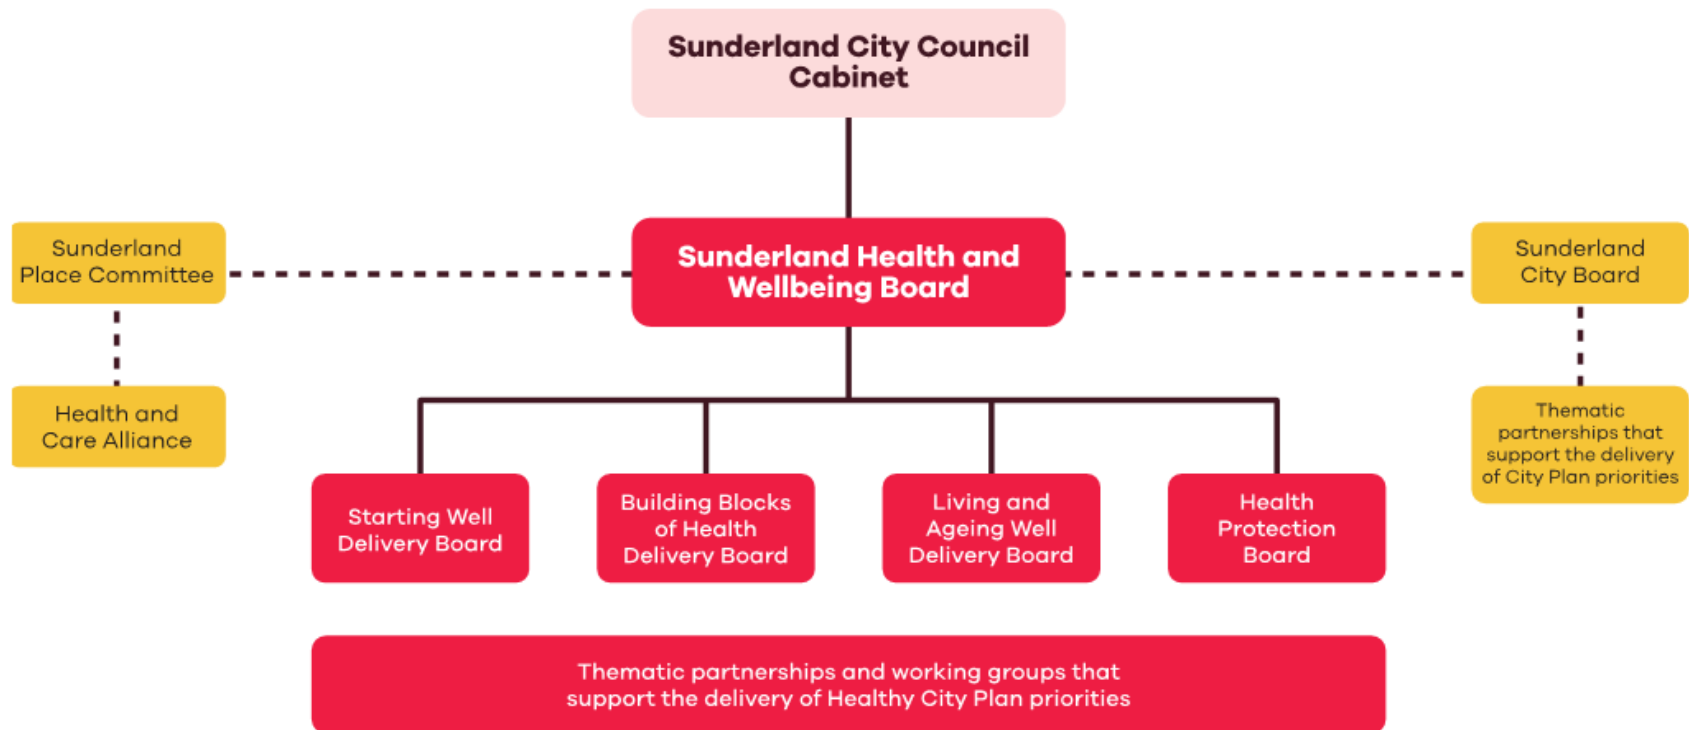 Sunderland City Council
Cabinet
Sunderland
Place Committee
Sunderland Health and
Wellbeing Board
Sunderland
City Board
Health and
Care Alliance
Thematic
partnerships that
support the delivery
of City Plan priorities
Starting Well
Delivery Board
Building Blocks
of Health
Delivery Board
Living and
Ageing Well
Delivery Board
Health
Protection
Board
Thematic partnerships and working groups that
support the delivery of Healthy City Plan priorities